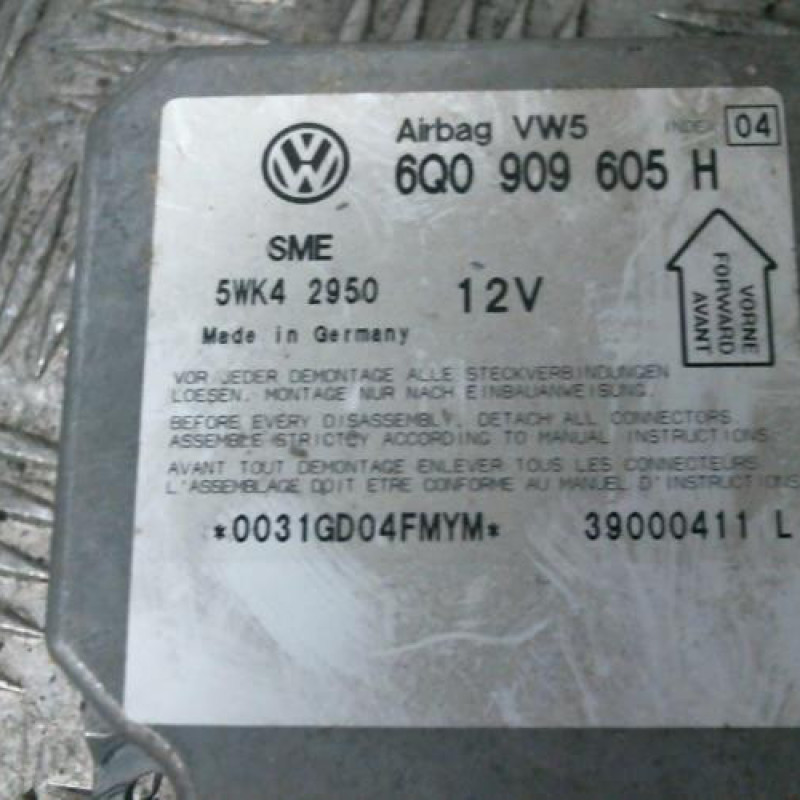 Airbag VW5 INDEX 04
6Q0 909 605 H
SME
5WK4 2950 12V
Made in Germany
VORNE
FORWARD
AVANT
VOR JEDER DEMONTAGE ALLE STECKVERBINDUNGEN
LOESEN. MONTAGE NUR NACH EINBAUANWEISUNG.
BEFORE EVERY DISASSEMBLY, DETACH ALL CONNECTORS.
ASSEMBLE STRICTLY ACCORDING TO MANUAL INSTRUCTIONS.
AVANT TOUT DEMONTAGE ENLEVER TOUS LES CONNECTEURS.
L'ASSEMBLAGE DOIT ETRE CONFORME AU MANUEL D'INSTRUCTIONS
*0031GD04FMYM* 39000411 L